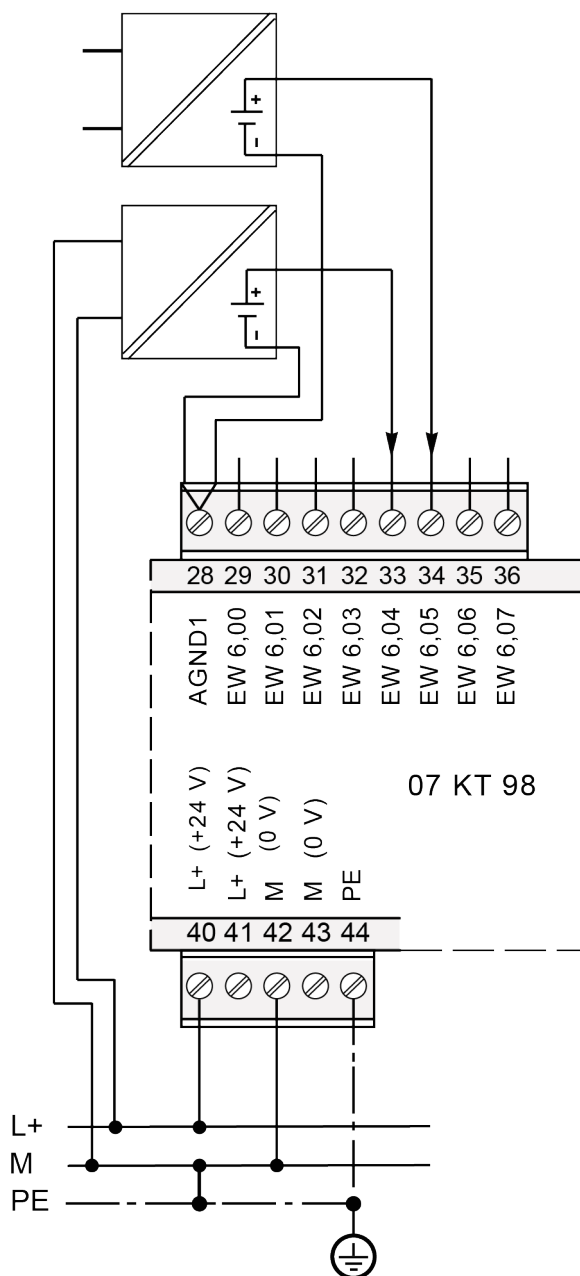 +
-
+
-
28 29 30 31 32 33 34 35 36
AGND1
EW 6,00
EW 6,01
EW 6,02
EW 6,03
EW 6,04
EW 6,05
EW 6,06
EW 6,07
07 KT 98
L+ (+24 V)
L+ (+24 V)
M (0 V)
M (0 V)
PE
40 41 42 43 44
L+
M
PE